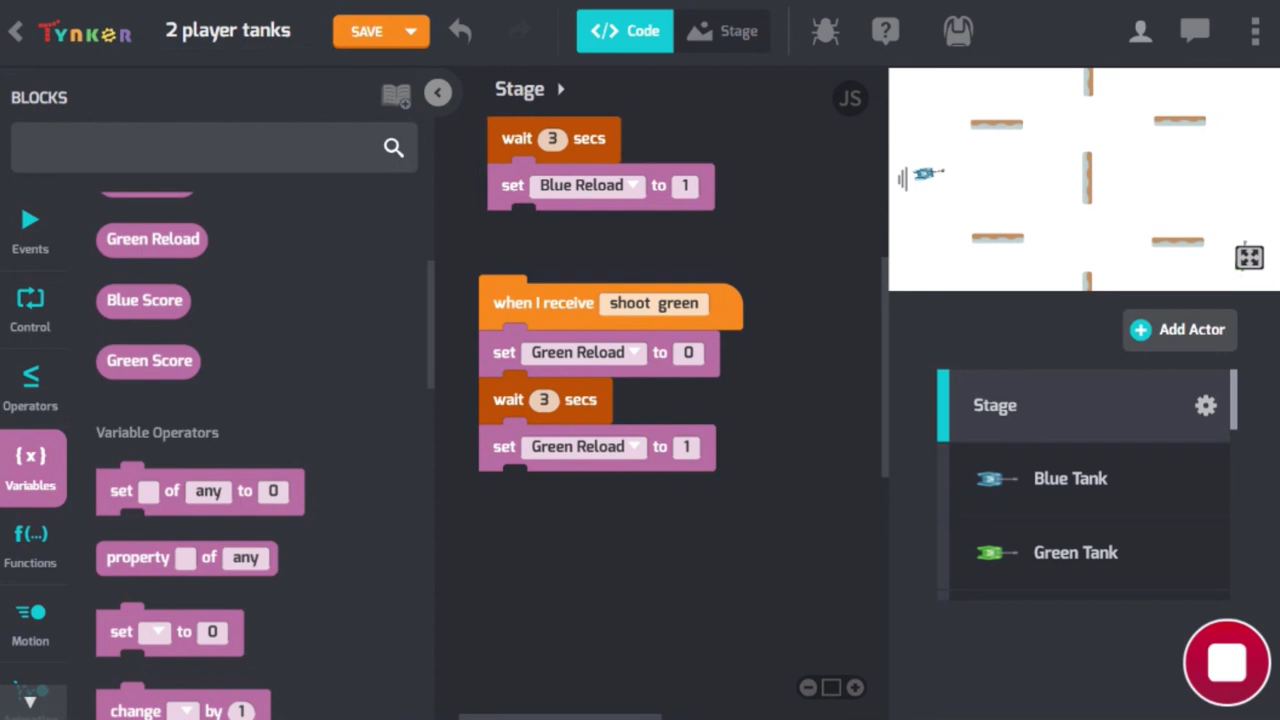 TYNKER 2 player tanks SAVE </> Code Stage
BLOCKS
Stage
JS
wait 3 secs
set Blue Reload to 1
when I receive shoot green
set Green Reload to 0
wait 3 secs
set Green Reload to 1
Events
Control
Operators
{x}
Variables
f(...)
Functions
Motion
Green Reload
Blue Score
Green Score
Variable Operators
set of any to 0
property of any
set to 0
change by 1
Add Actor
Stage
Blue Tank
Green Tank